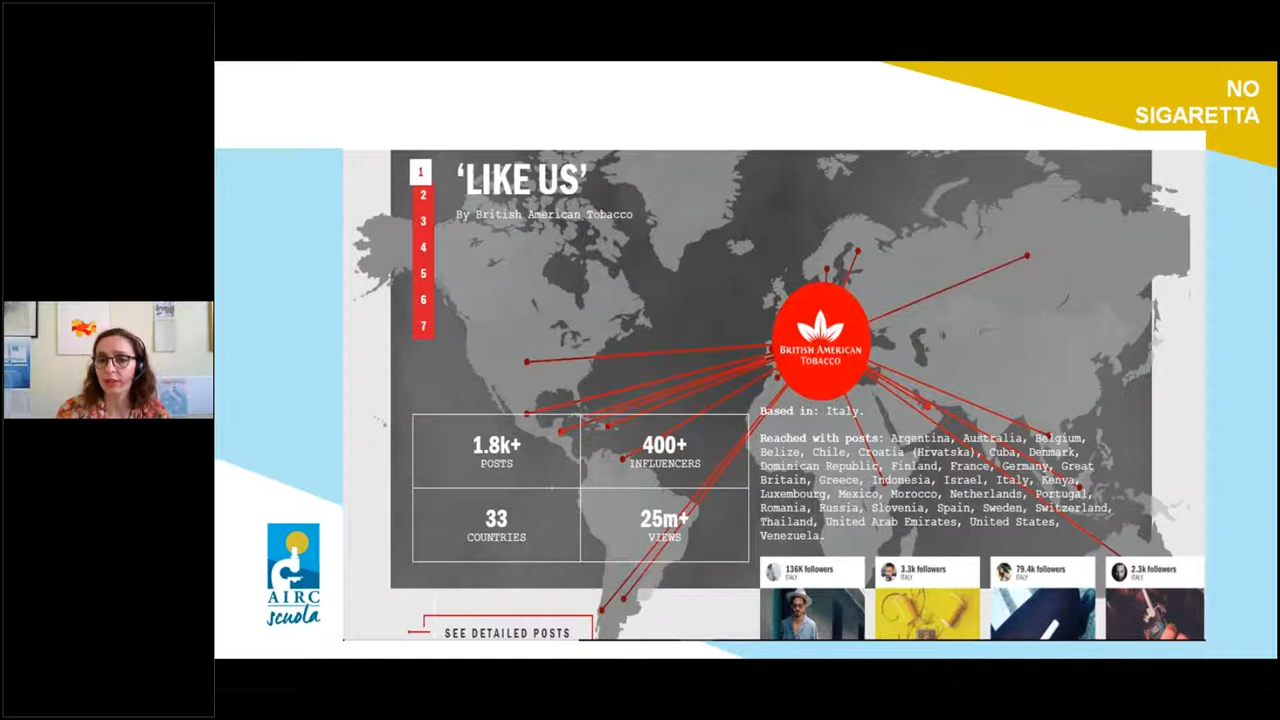 NO
SIGARETTA
1
2
3
4
5
6
7
‘LIKE US’
By British American Tobacco
BRITISH AMERICAN
TOBACCO
1.8k+
POSTS
400+
INFLUENCERS
33
COUNTRIES
25m+
VIEWS
Based in: Italy.
Reached with posts: Argentina, Australia, Belgium,
Belize, Chile, Croatia (Hrvatska), Cuba, Denmark,
Dominican Republic, Finland, France, Germany, Great
Britain, Greece, Indonesia, Israel, Italy, Kenya,
Luxembourg, Mexico, Morocco, Netherlands, Portugal,
Romania, Russia, Slovenia, Spain, Sweden, Switzerland,
Thailand, United Arab Emirates, United States,
Venezuela.
136K followers
ITALY
3.3k followers
ITALY
79.4k followers
ITALY
2.3k followers
ITALY
SEE DETAILED POSTS
AIRC
scuola